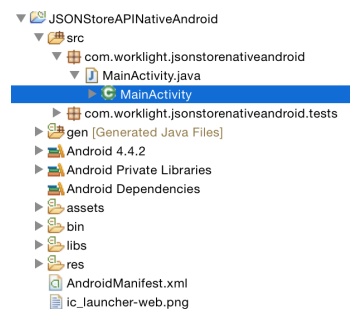 JSONStoreAPINativeAndroid
src
com.worklight.jsonstorenativeandroid
MainActivity.java
MainActivity
com.worklight.jsonstorenativeandroid.tests
gen [Generated Java Files]
Android 4.4.2
Android Private Libraries
Android Dependencies
assets
bin
libs
res
AndroidManifest.xml
ic_launcher-web.png